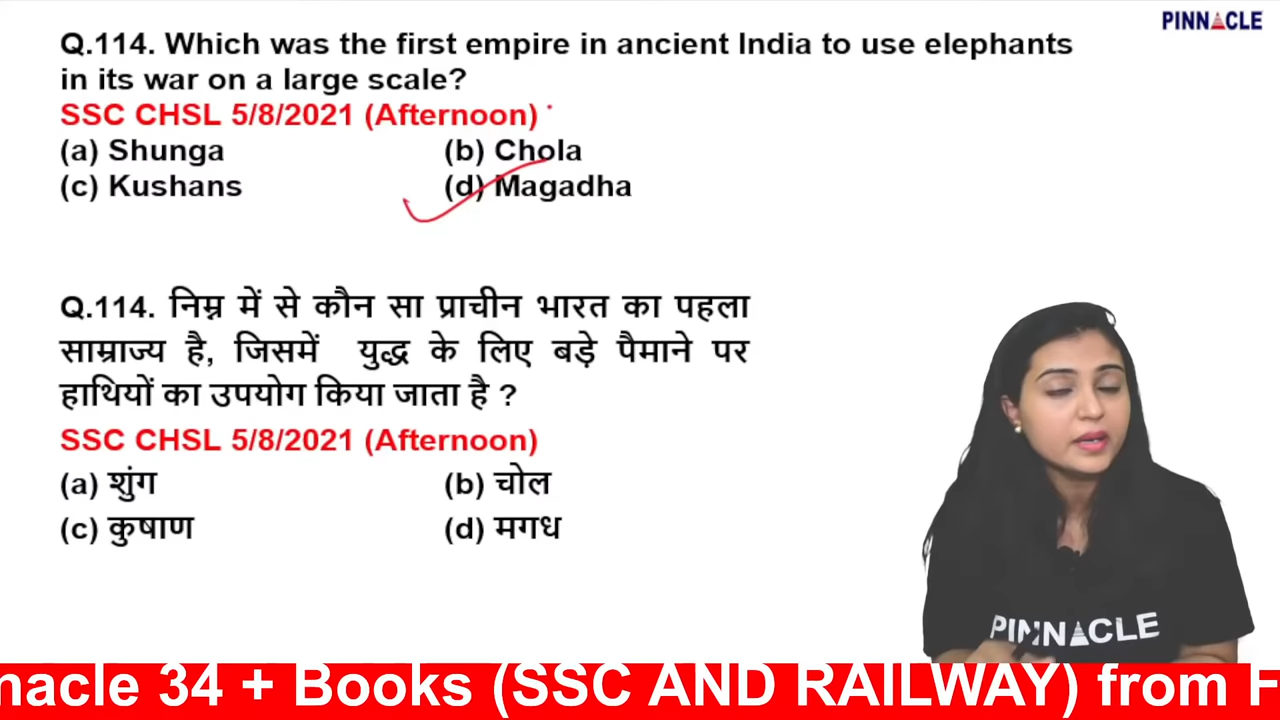 PINNACLE
Q.114. Which was the first empire in ancient India to use elephants
in its war on a large scale?
SSC CHSL 5/8/2021 (Afternoon)
(a) Shunga (b) Chola
(c) Kushans (d) Magadha
Q.114. निम्न में से कौन सा प्राचीन भारत का पहला
साम्राज्य है, जिसमें युद्ध के लिए बड़े पैमाने पर
हाथियों का उपयोग किया जाता है ?
SSC CHSL 5/8/2021 (Afternoon)
(a) शुंग (b) चोल
(c) कुषाण (d) मगध
PINNACLE
nacle 34 + Books (SSC AND RAILWAY) from F